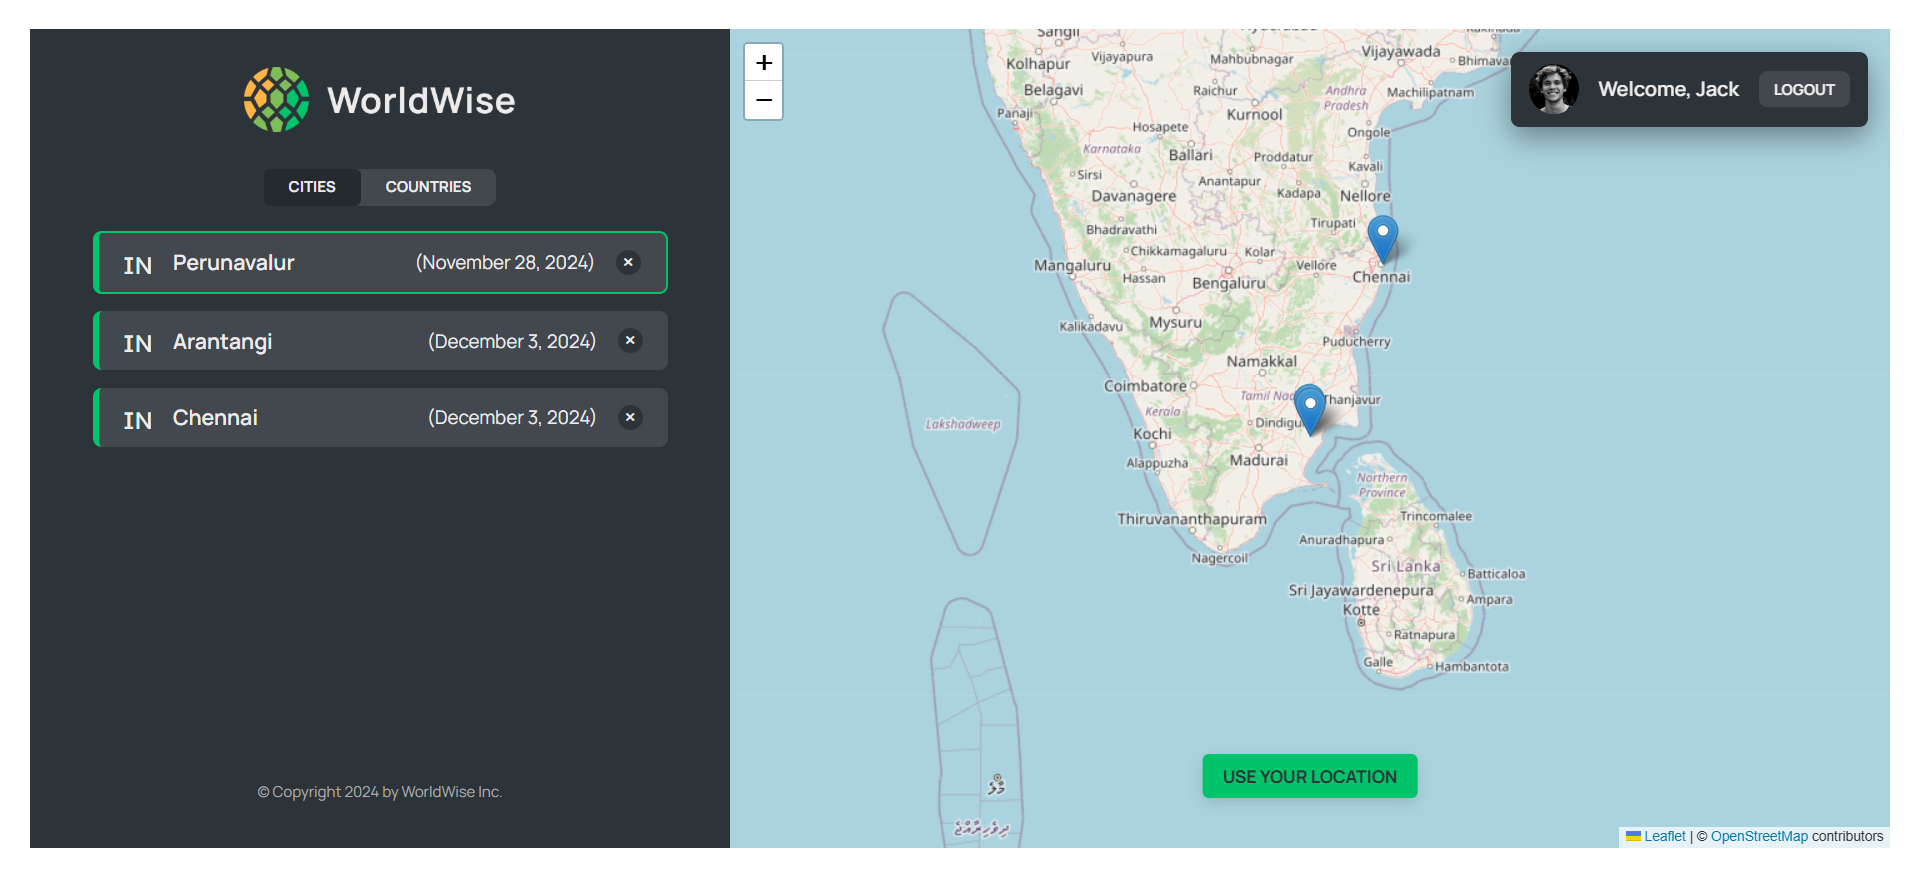 WorldWise
CITIES
COUNTRIES
IN Perunavalur (November 28, 2024) ×
IN Arantangi (December 3, 2024) ×
IN Chennai (December 3, 2024) ×
© Copyright 2024 by WorldWise Inc.
+
−
Welcome, Jack
LOGOUT
Sangli
Kolhapur
Vijayapura
Mahbubnagar
Vijayawada
Bhimavar
Belagavi
Raichur
Andhra
Pradesh
Machilipatnam
Panaji
Kurnool
Hosapete
Ongole
Karnataka
Ballari
Proddatur
Kavali
Sirsi
Anantapur
Davanagere
Kadapa
Nellore
Bhadravathi
Tirupati
Chikkamagaluru
Kolar
Mangaluru
Vellore
Hassan
Bengaluru
Chennai
Kalikadavu
Mysuru
Puducherry
Namakkal
Coimbatore
Tamil Nad
Thanjavur
Kerala
Lakshadweep
Dindigu
Kochi
Alappuzha
Madurai
Northern
Province
Thiruvananthapuram
Trincomalee
Nagercoil
Anuradhapura
Sri Lanka
Batticaloa
Sri Jayawardenepura
Kotte
Ampara
Ratnapura
Galle
Hambantota
މާލެ
ދިވެހިރާއްޖެ
USE YOUR LOCATION
Leaflet | © OpenStreetMap contributors